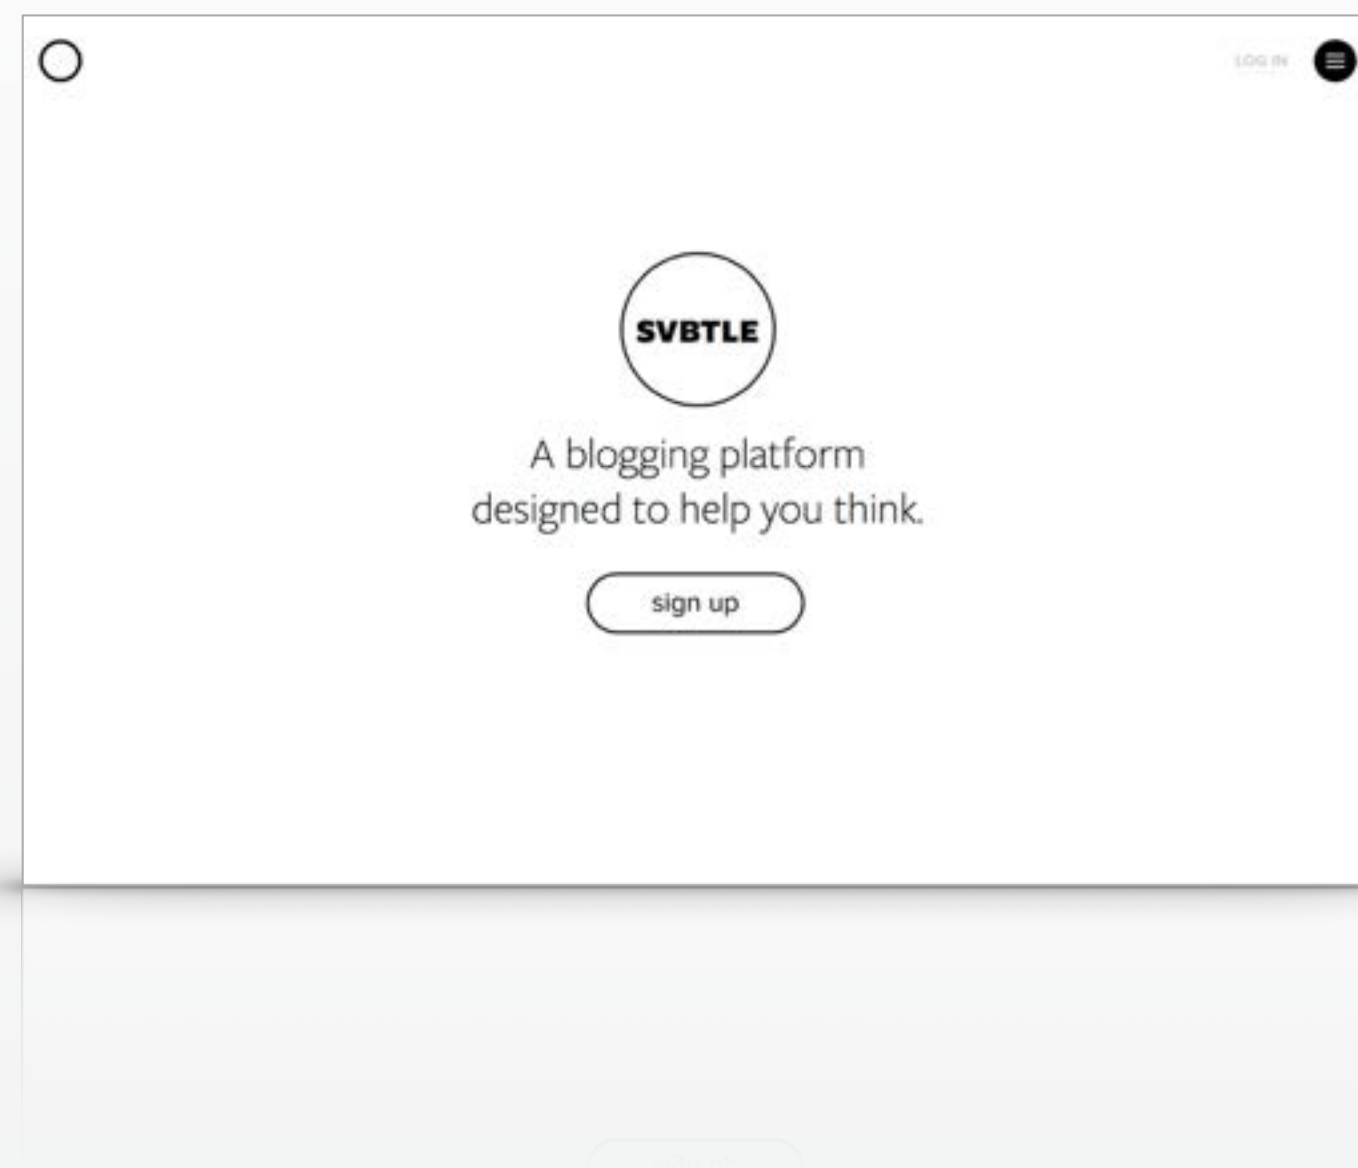 LOG IN
SVBTLE
A blogging platform
designed to help you think.
sign up